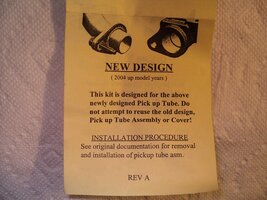 NEW DESIGN
( 2004 up model years )
This kit is designed for the above
newly designed Pick up Tube. Do
not attempt to reuse the old design,
Pick up Tube Assembly or Cover!
INSTALLATION PROCEDURE
See original documentation for removal
and installation of pickup tube asm.
REV A